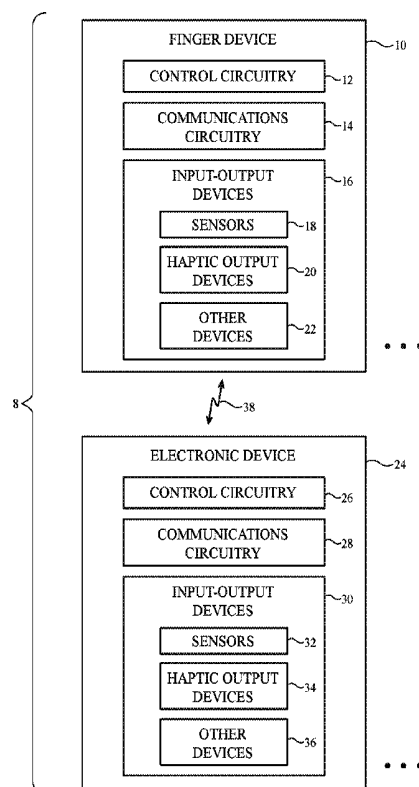 FINGER DEVICE
10
CONTROL CIRCUITRY
12
COMMUNICATIONS
CIRCUITRY
14
INPUT-OUTPUT
DEVICES
16
SENSORS
18
HAPTIC OUTPUT
DEVICES
20
OTHER
DEVICES
22
8
38
ELECTRONIC DEVICE
24
CONTROL CIRCUITRY
26
COMMUNICATIONS
CIRCUITRY
28
INPUT-OUTPUT
DEVICES
30
SENSORS
32
HAPTIC OUTPUT
DEVICES
34
OTHER
DEVICES
36